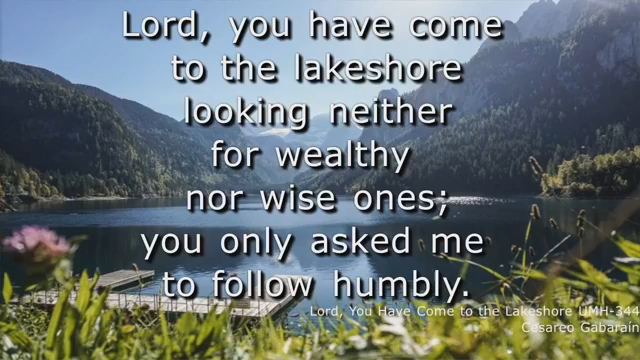 Lord, you have come
to the lakeshore
looking neither
for wealthy
nor wise ones;
you only asked me
to follow humbly.
Lord, You Have Come to the Lakeshore UMH-344
Cesareo Gabarain